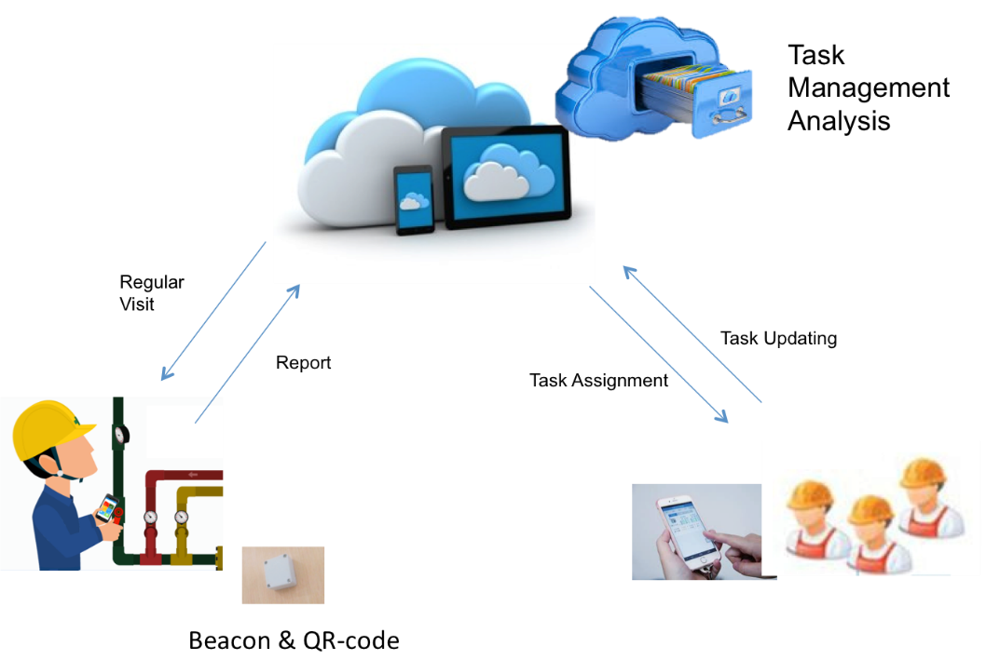 Task
Management
Analysis
Regular
Visit
Report
Task Updating
Task Assignment
Beacon & QR-code